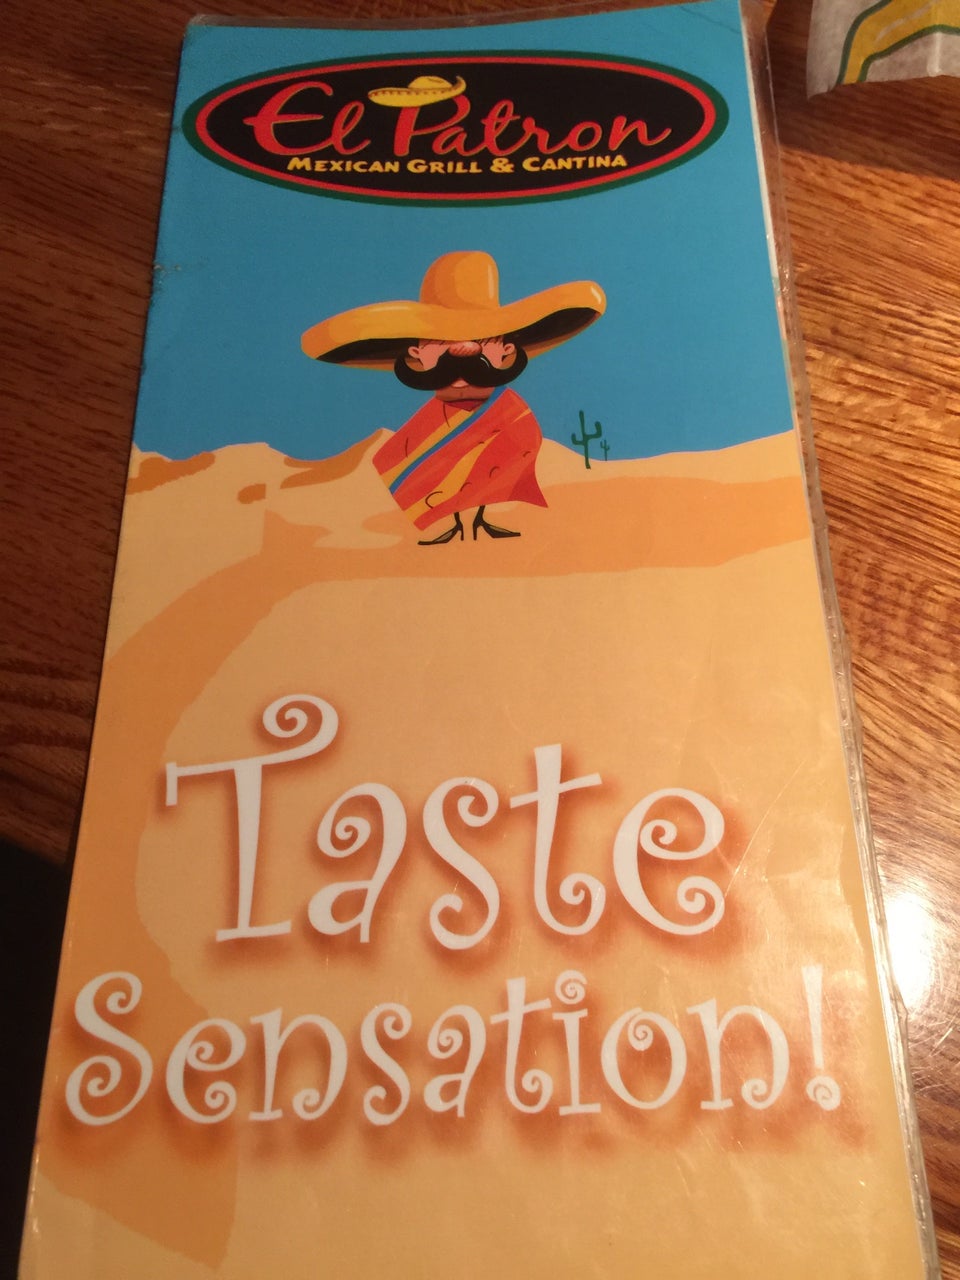 El Patron
MEXICAN GRILL & CANTINA
Taste
Sensation!